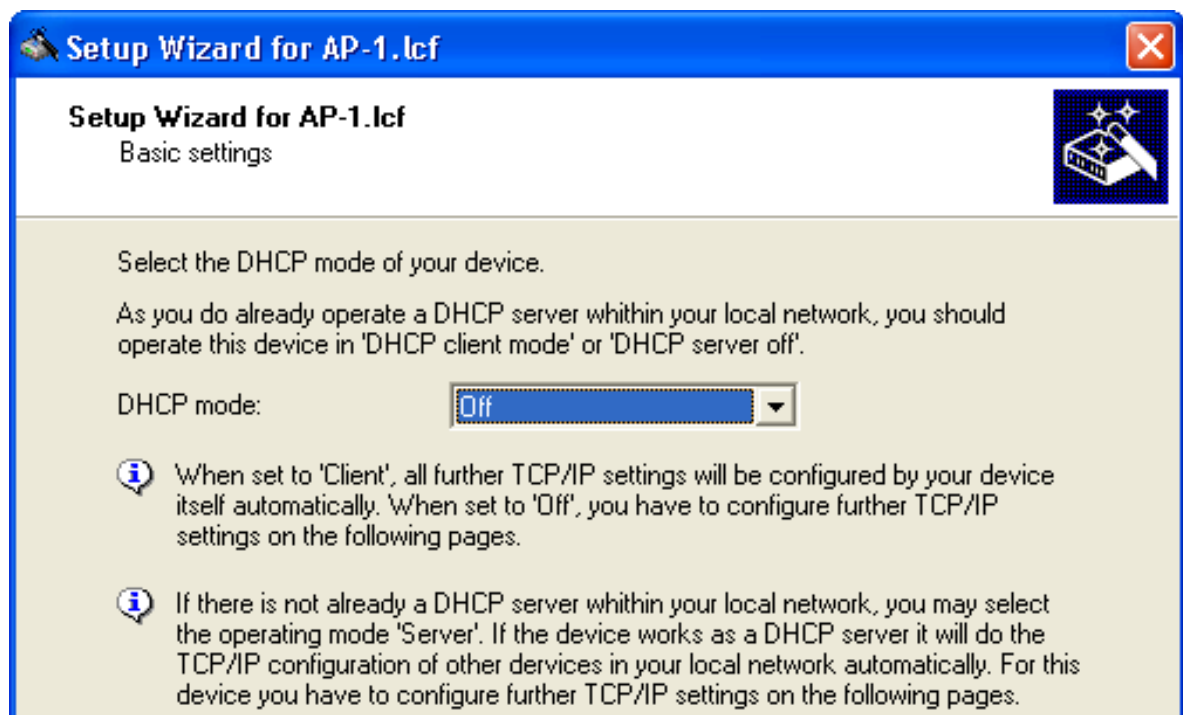 Setup Wizard for AP-1.lcf
Setup Wizard for AP-1.lcf
Basic settings
Select the DHCP mode of your device.
As you do already operate a DHCP server whithin your local network, you should
operate this device in 'DHCP client mode' or 'DHCP server off'.
DHCP mode: Off
When set to 'Client', all further TCP/IP settings will be configured by your device
itself automatically. When set to 'Off', you have to configure further TCP/IP
settings on the following pages.
If there is not already a DHCP server whithin your local network, you may select
the operating mode 'Server'. If the device works as a DHCP server it will do the
TCP/IP configuration of other dervices in your local network automatically. For this
device you have to configure further TCP/IP settings on the following pages.